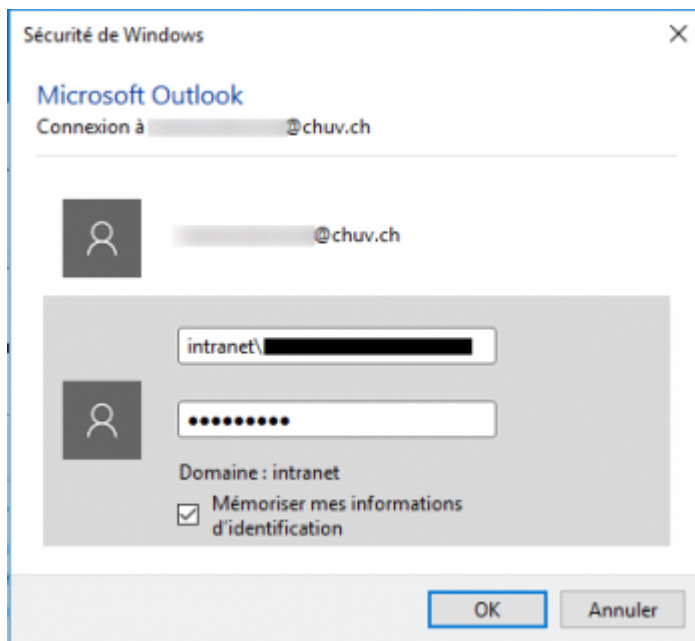 Sécurité de Windows
Microsoft Outlook
Connexion à @chuv.ch
@chuv.ch
intranet\
Domaine : intranet
Mémoriser mes informations
d'identification
OK
Annuler